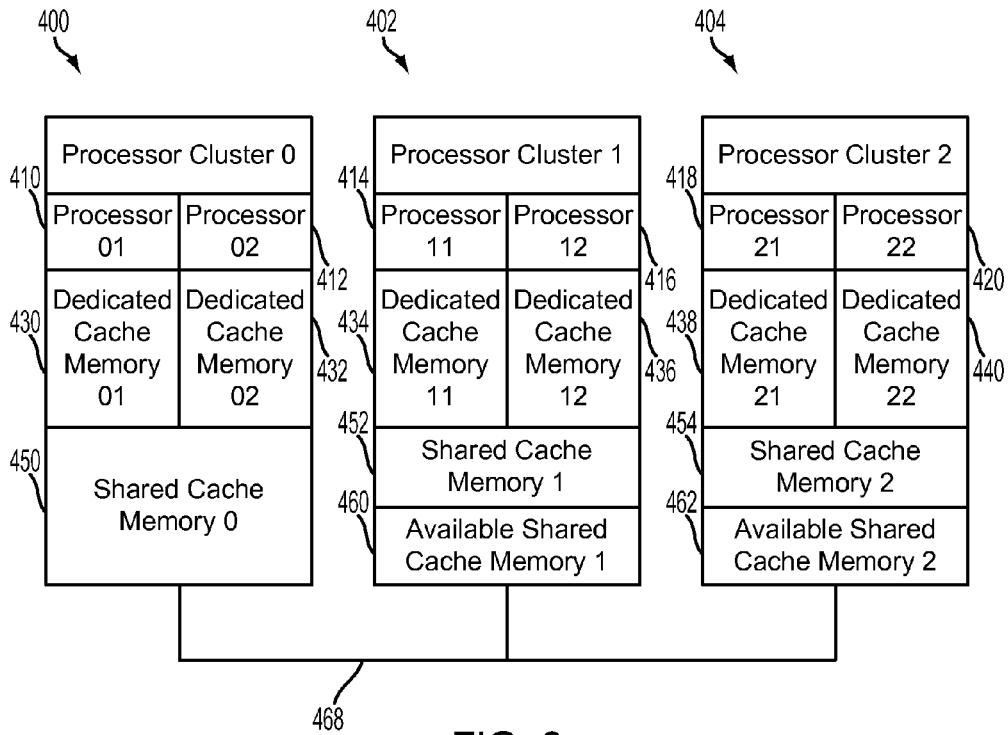 400
402
404
Processor Cluster 0
Processor Cluster 1
Processor Cluster 2
410
414
418
Processor
01
Processor
02
Processor
11
Processor
12
Processor
21
Processor
22
412
416
420
430
434
438
Dedicated
Cache
Memory
01
Dedicated
Cache
Memory
02
Dedicated
Cache
Memory
11
Dedicated
Cache
Memory
12
Dedicated
Cache
Memory
21
Dedicated
Cache
Memory
22
432
436
440
450
452
454
Shared Cache
Memory 0
Shared Cache
Memory 1
Shared Cache
Memory 2
460
462
Available Shared
Cache Memory 1
Available Shared
Cache Memory 2
468